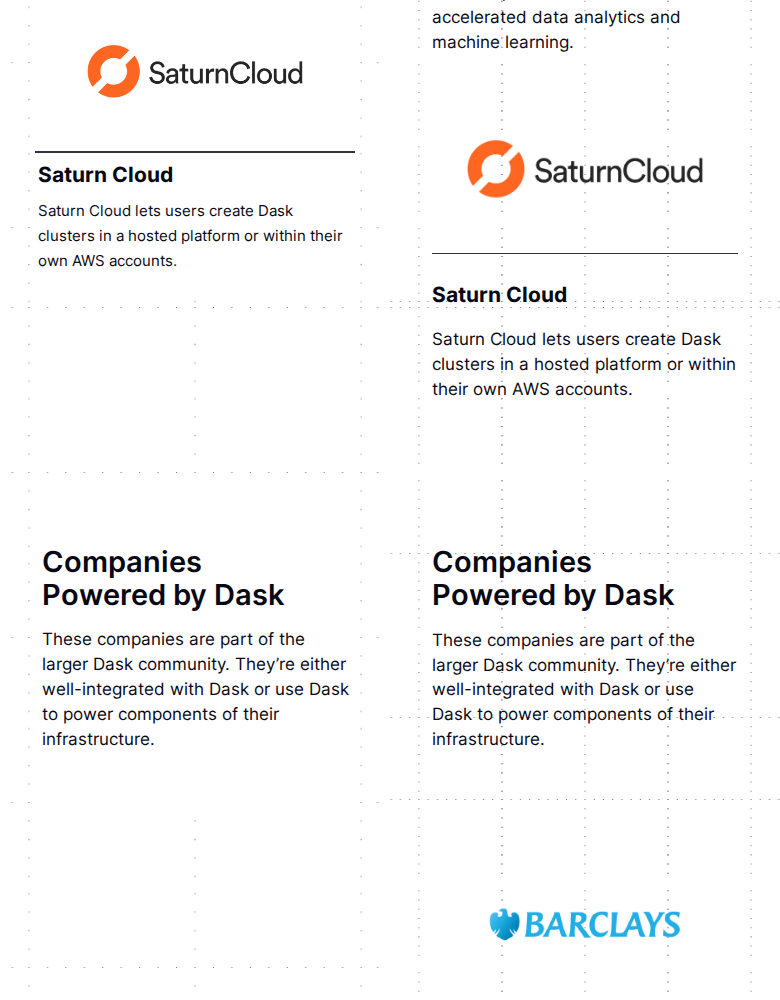 SaturnCloud
Saturn Cloud
Saturn Cloud lets users create Dask
clusters in a hosted platform or within their
own AWS accounts.
Companies
Powered by Dask
These companies are part of the
larger Dask community. They’re either
well-integrated with Dask or use Dask
to power components of their
infrastructure.
accelerated data analytics and
machine learning.
SaturnCloud
Saturn Cloud
Saturn Cloud lets users create Dask
clusters in a hosted platform or within
their own AWS accounts.
Companies
Powered by Dask
These companies are part of the
larger Dask community. They’re either
well-integrated with Dask or use
Dask to power components of their
infrastructure.
BARCLAYS